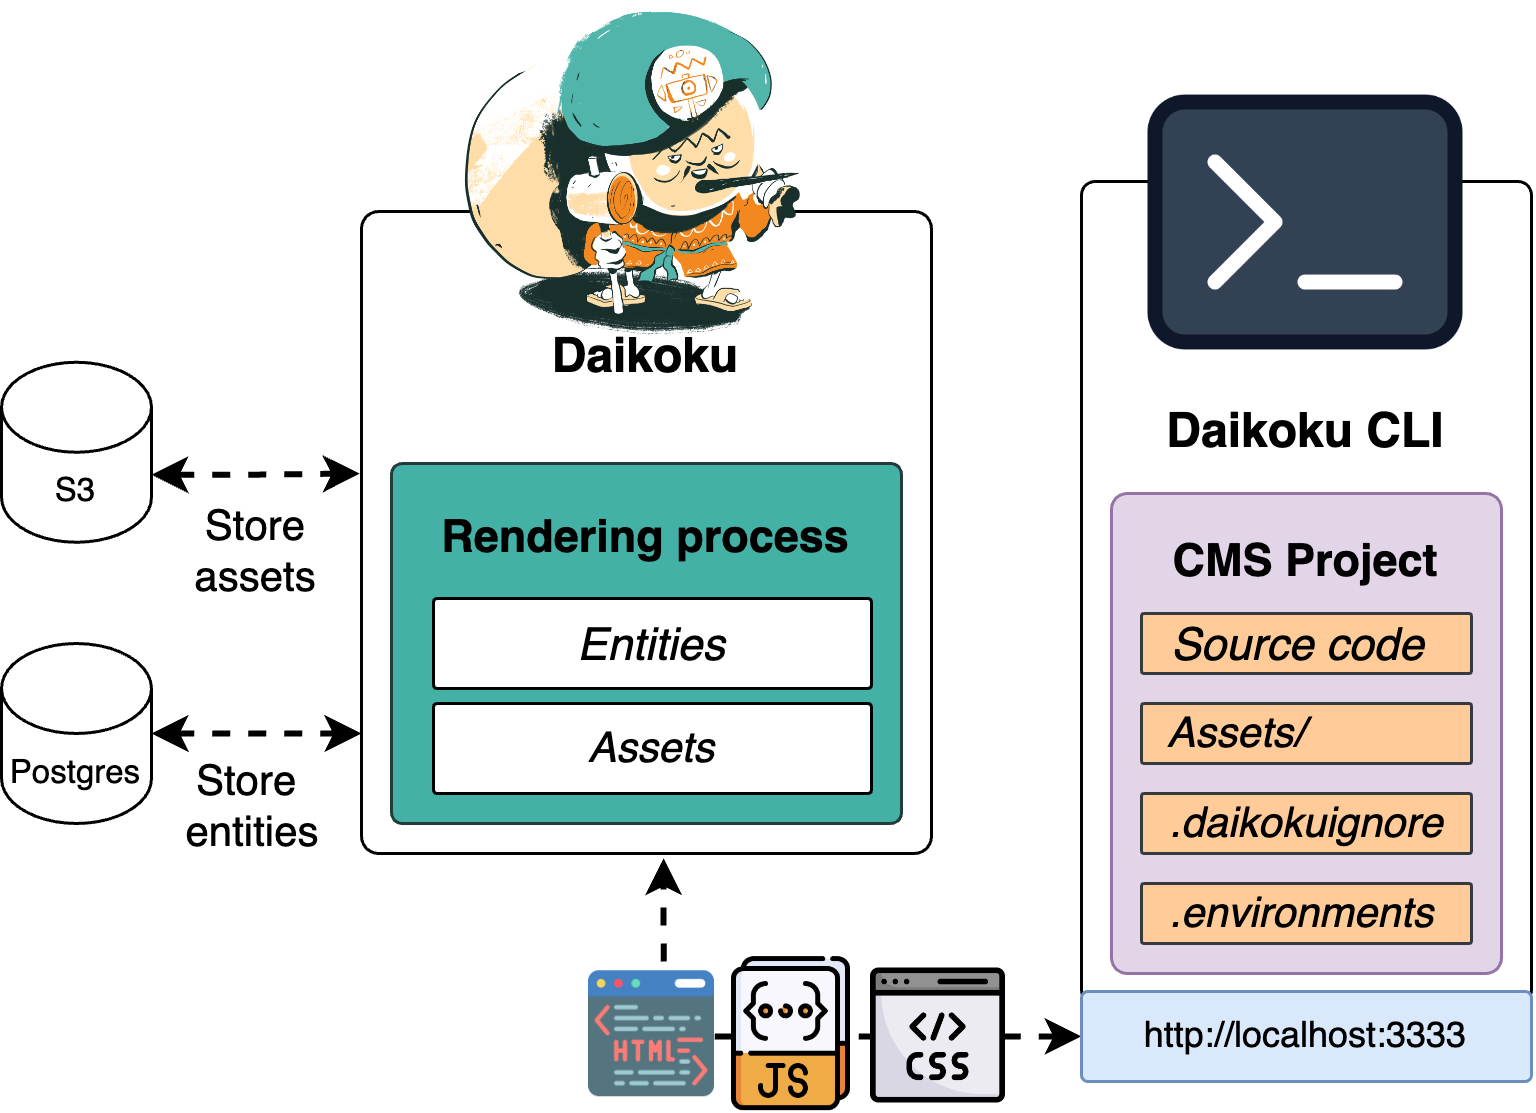 Daikoku
S3
Store
assets
Postgres
Store
entities
Rendering process
Entities
Assets
HTML
{...}
JS
</>
CSS
Daikoku CLI
CMS Project
Source code
Assets/
.daikokuignore
.environments
http://localhost:3333